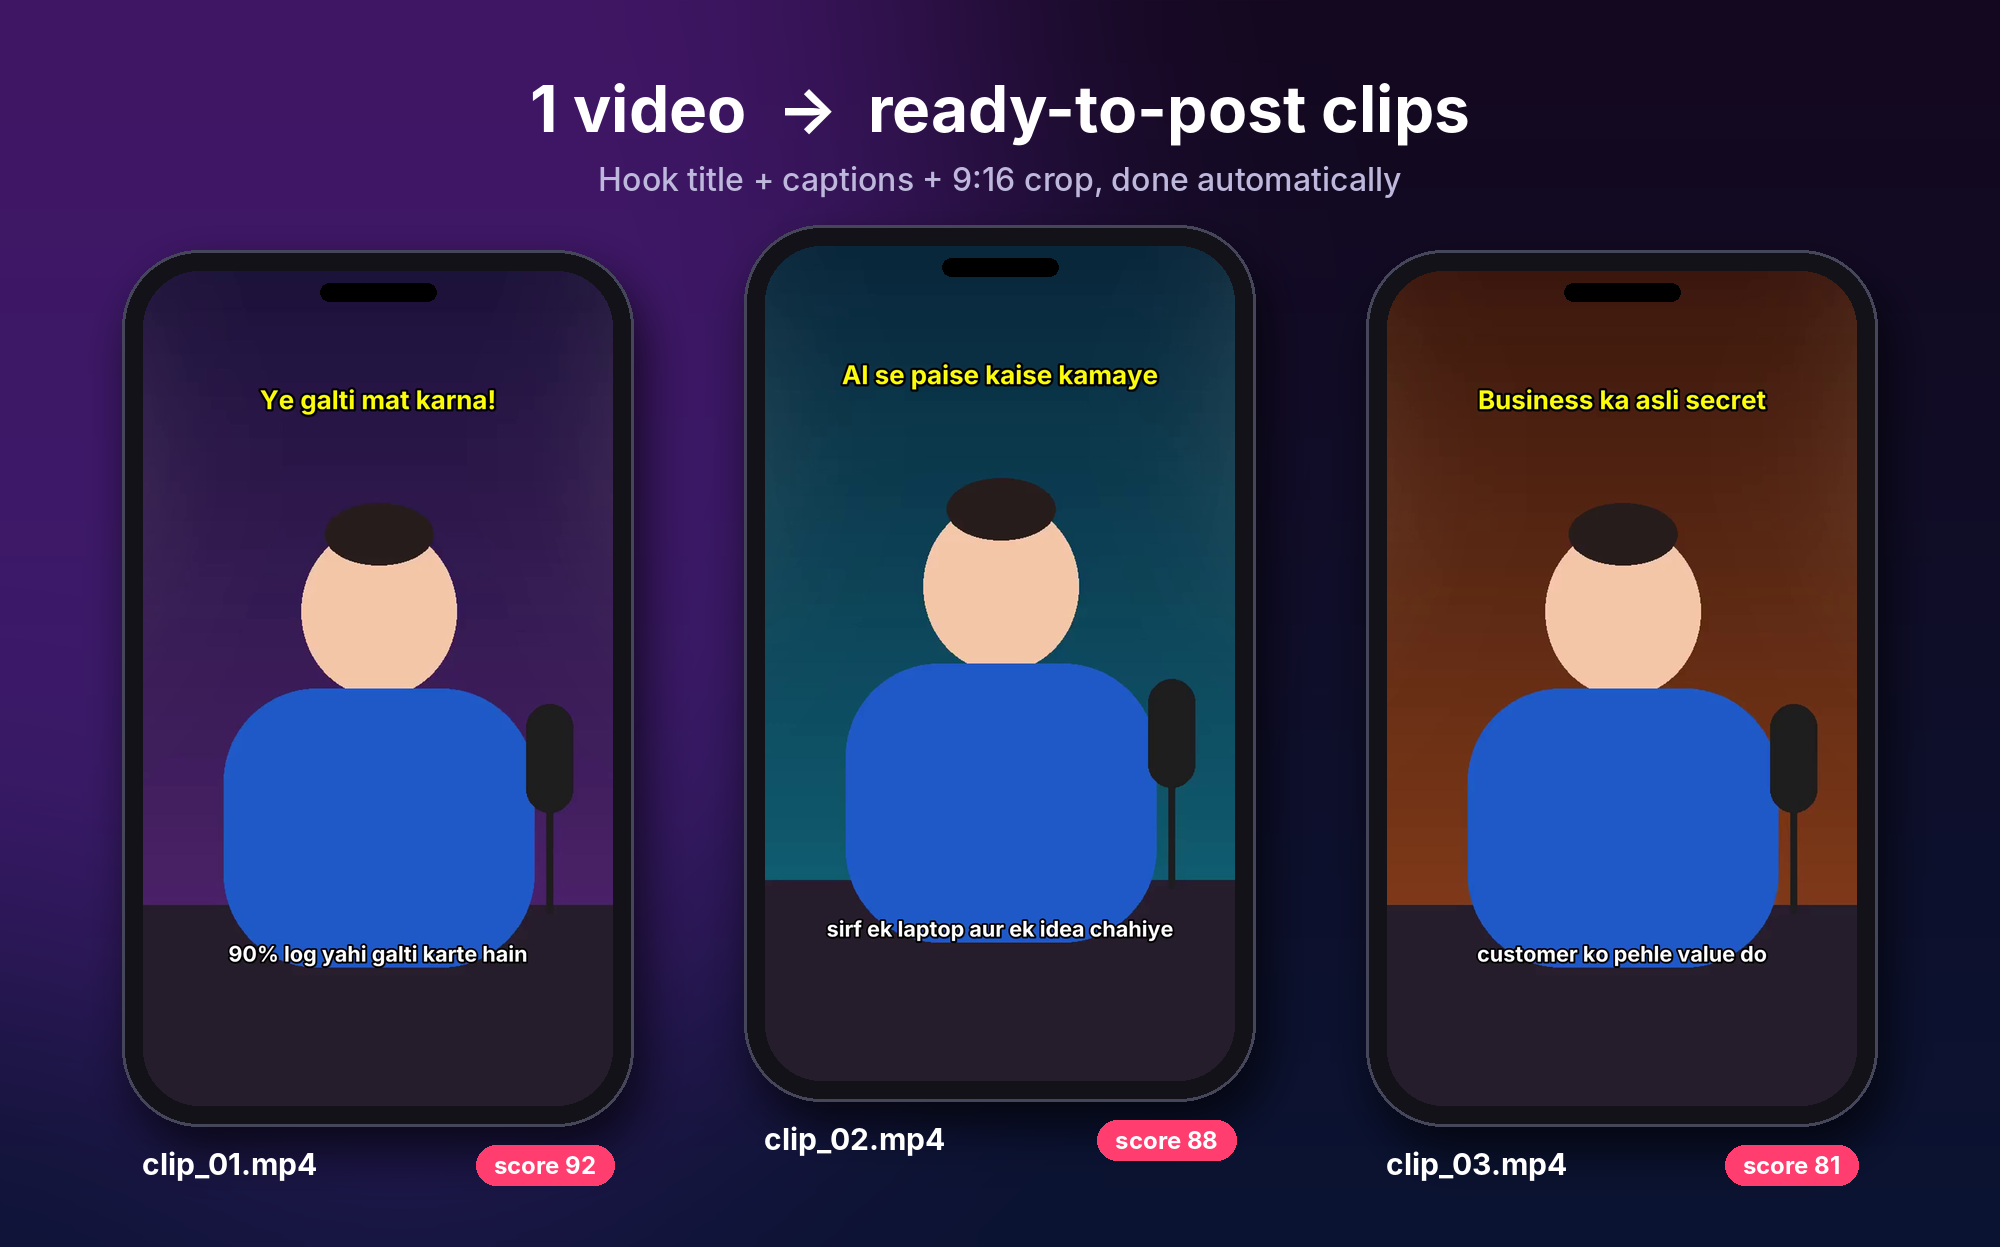 1 video → ready-to-post clips
Hook title + captions + 9:16 crop, done automatically
Ye galti mat karna!
90% log yahi galti karte hain
clip_01.mp4
score 92
AI se paise kaise kamaye
sirf ek laptop aur ek idea chahiye
clip_02.mp4
score 88
Business ka asli secret
customer ko pehle value do
clip_03.mp4
score 81